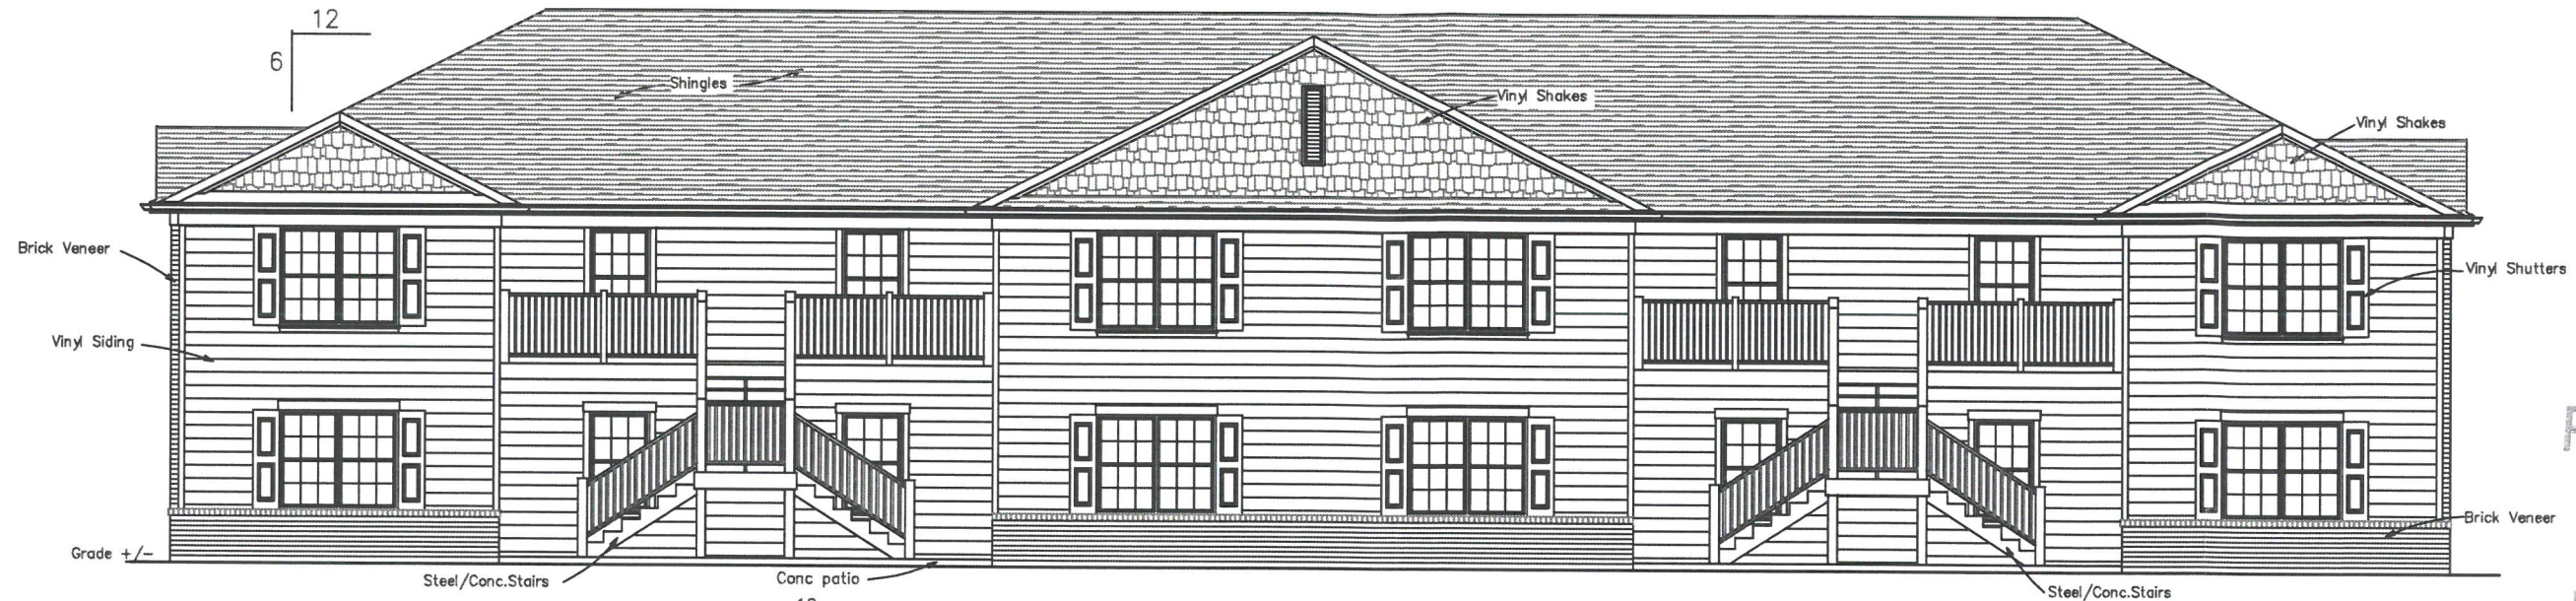 12
6
Shingles
Vinyl Shakes
Vinyl Shakes
Brick Veneer
Vinyl Shutters
Vinyl Siding
Brick Veneer
Grade +/-
Steel/Conc.Stairs
Conc patio
Steel/Conc.Stairs